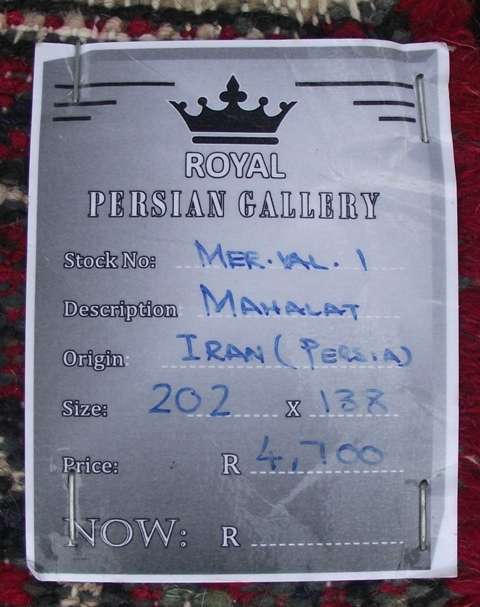 ROYAL
PERSIAN GALLERY
Stock No: MER.VAL.1
Description MAHALAT
Origin: IRAN (PERSIA)
Size: 202 X 138
Price: R 4,700
NOW: R